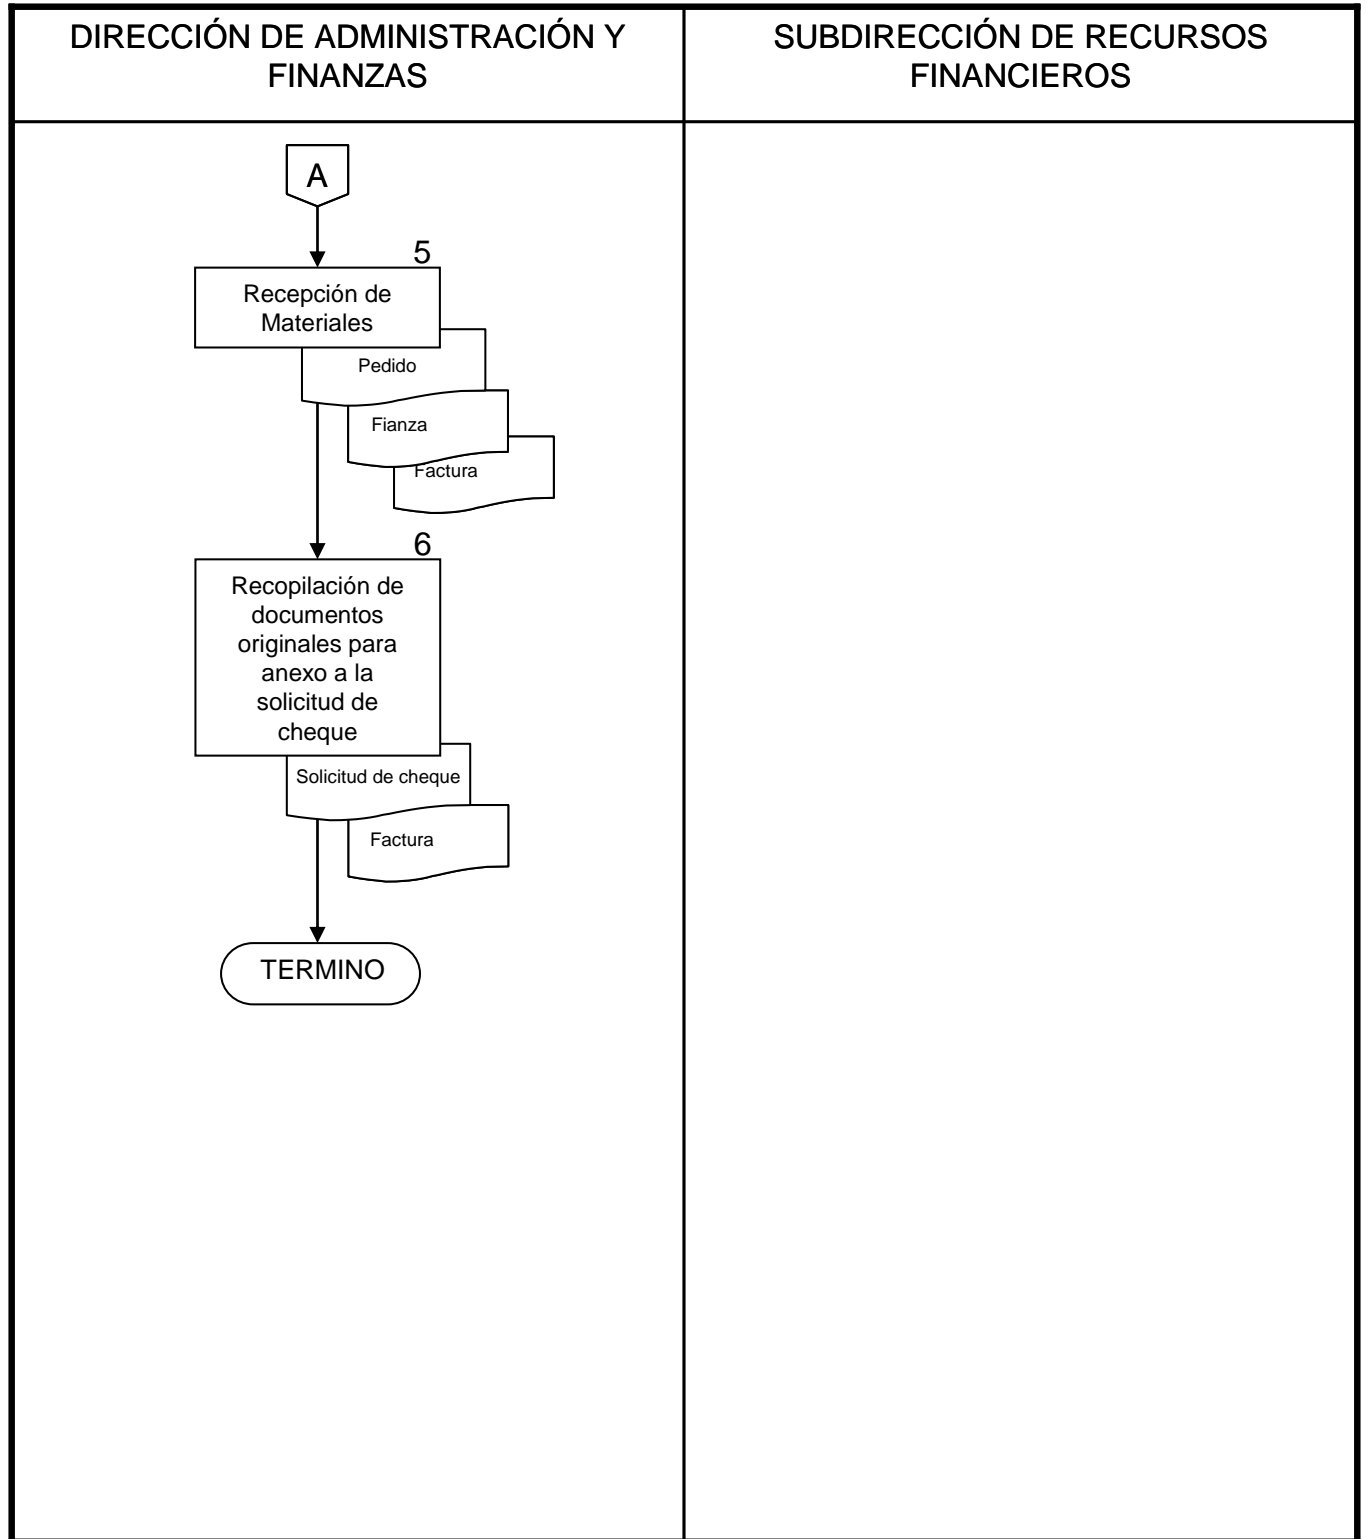 DIRECCIÓN DE ADMINISTRACIÓN Y
FINANZAS
SUBDIRECCIÓN DE RECURSOS
FINANCIEROS
A
5
Recepción de
Materiales
Pedido
Fianza
Factura
6
Recopilación de
documentos
originales para
anexo a la
solicitud de
cheque
Solicitud de cheque
Factura
TERMINO